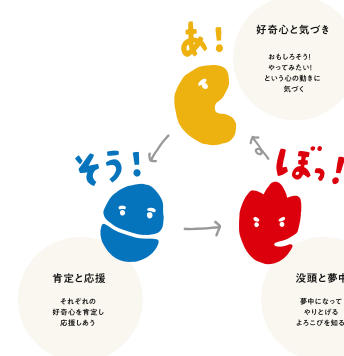 あ!
好奇心と気づき
おもしろそう!
やってみたい!
という心の動きに
気づく
そう!
ぼっ!
肯定と応援
それぞれの
好奇心を肯定し
応援しあう
没頭と夢中
夢中になって
やりとげる
よろこびを知る